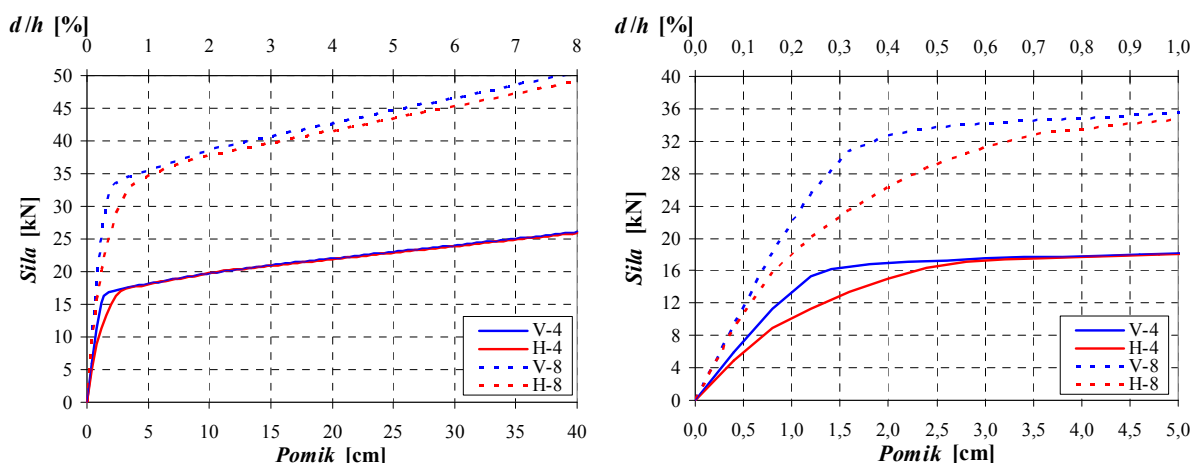 d/h [%]
0 1 2 3 4 5 6 7 8
50
45
40
35
30
25
20
15
10
5
0
Sila [kN]
V-4
H-4
V-8
H-8
0 5 10 15 20 25 30 35 40
Pomik [cm]
d/h [%]
0,0 0,1 0,2 0,3 0,4 0,5 0,6 0,7 0,8 0,9 1,0
40
36
32
28
24
20
16
12
8
4
0
Sila [kN]
V-4
H-4
V-8
H-8
0,0 0,5 1,0 1,5 2,0 2,5 3,0 3,5 4,0 4,5 5,0
Pomik [cm]